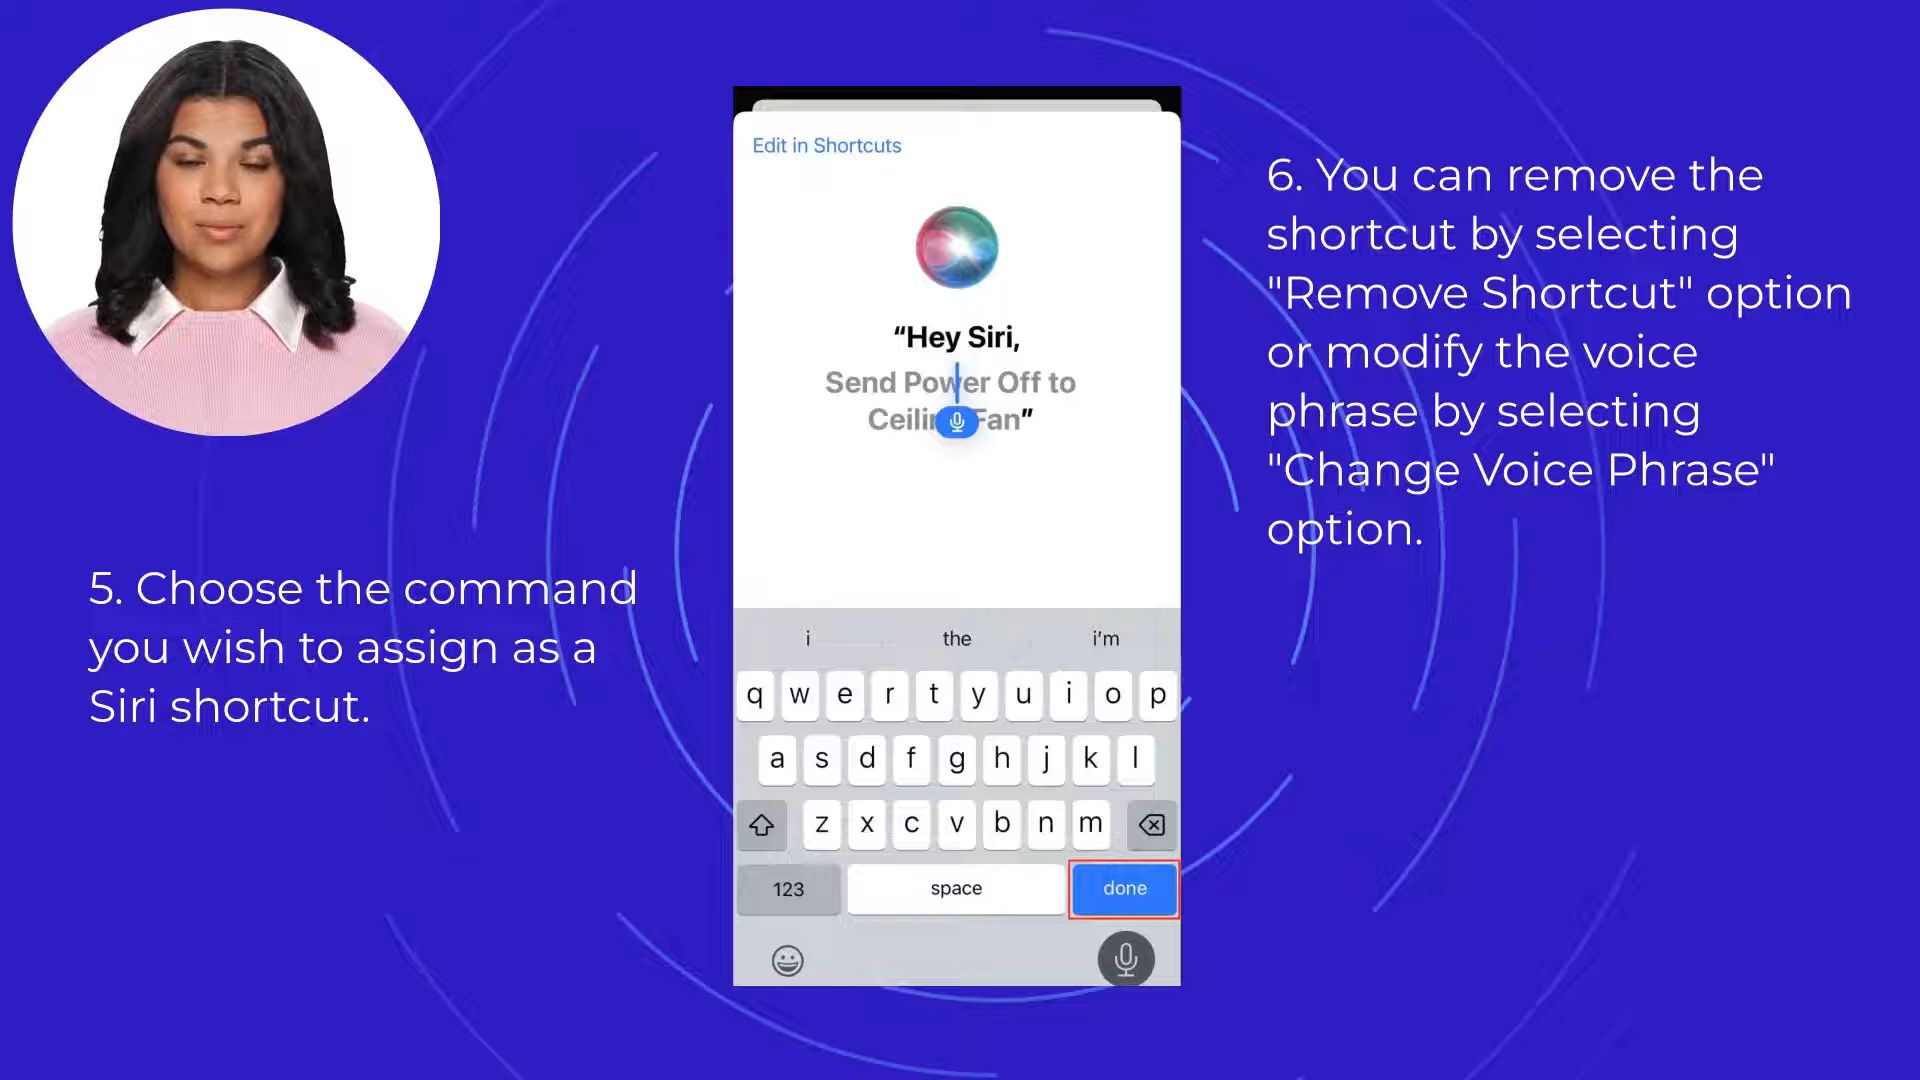 Edit in Shortcuts
“Hey Siri,
Send Power Off to
Ceiling Fan”
5. Choose the command
you wish to assign as a
Siri shortcut.
6. You can remove the
shortcut by selecting
"Remove Shortcut" option
or modify the voice
phrase by selecting
"Change Voice Phrase"
option.
i the i'm
q w e r t y u i o p
a s d f g h j k l
z x c v b n m
123 space done